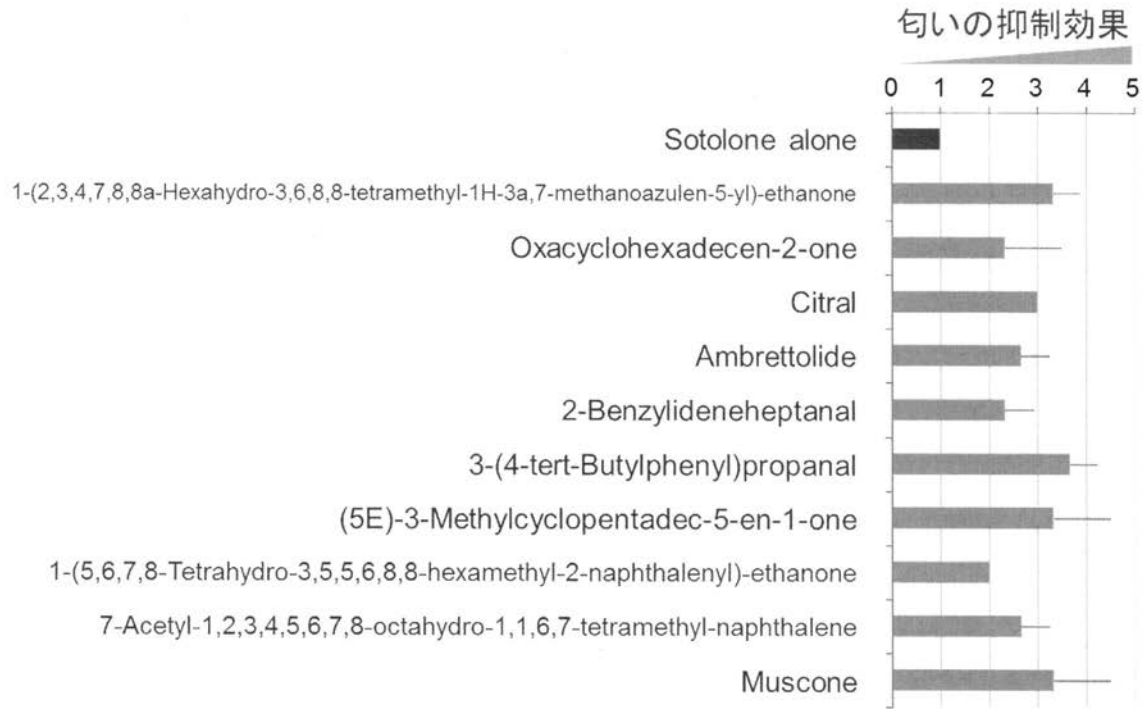 匂いの抑制効果
0 1 2 3 4 5
Sotolone alone
1-(2,3,4,7,8,8a-Hexahydro-3,6,8,8-tetramethyl-1H-3a,7-methanoazulen-5-yl)-ethanone
Oxacyclohexadecen-2-one
Citral
Ambrettolide
2-Benzylideneheptanal
3-(4-tert-Butylphenyl)propanal
(5E)-3-Methylcyclopentadec-5-en-1-one
1-(5,6,7,8-Tetrahydro-3,5,5,6,8,8-hexamethyl-2-naphthalenyl)-ethanone
7-Acetyl-1,2,3,4,5,6,7,8-octahydro-1,1,6,7-tetramethyl-naphthalene
Muscone